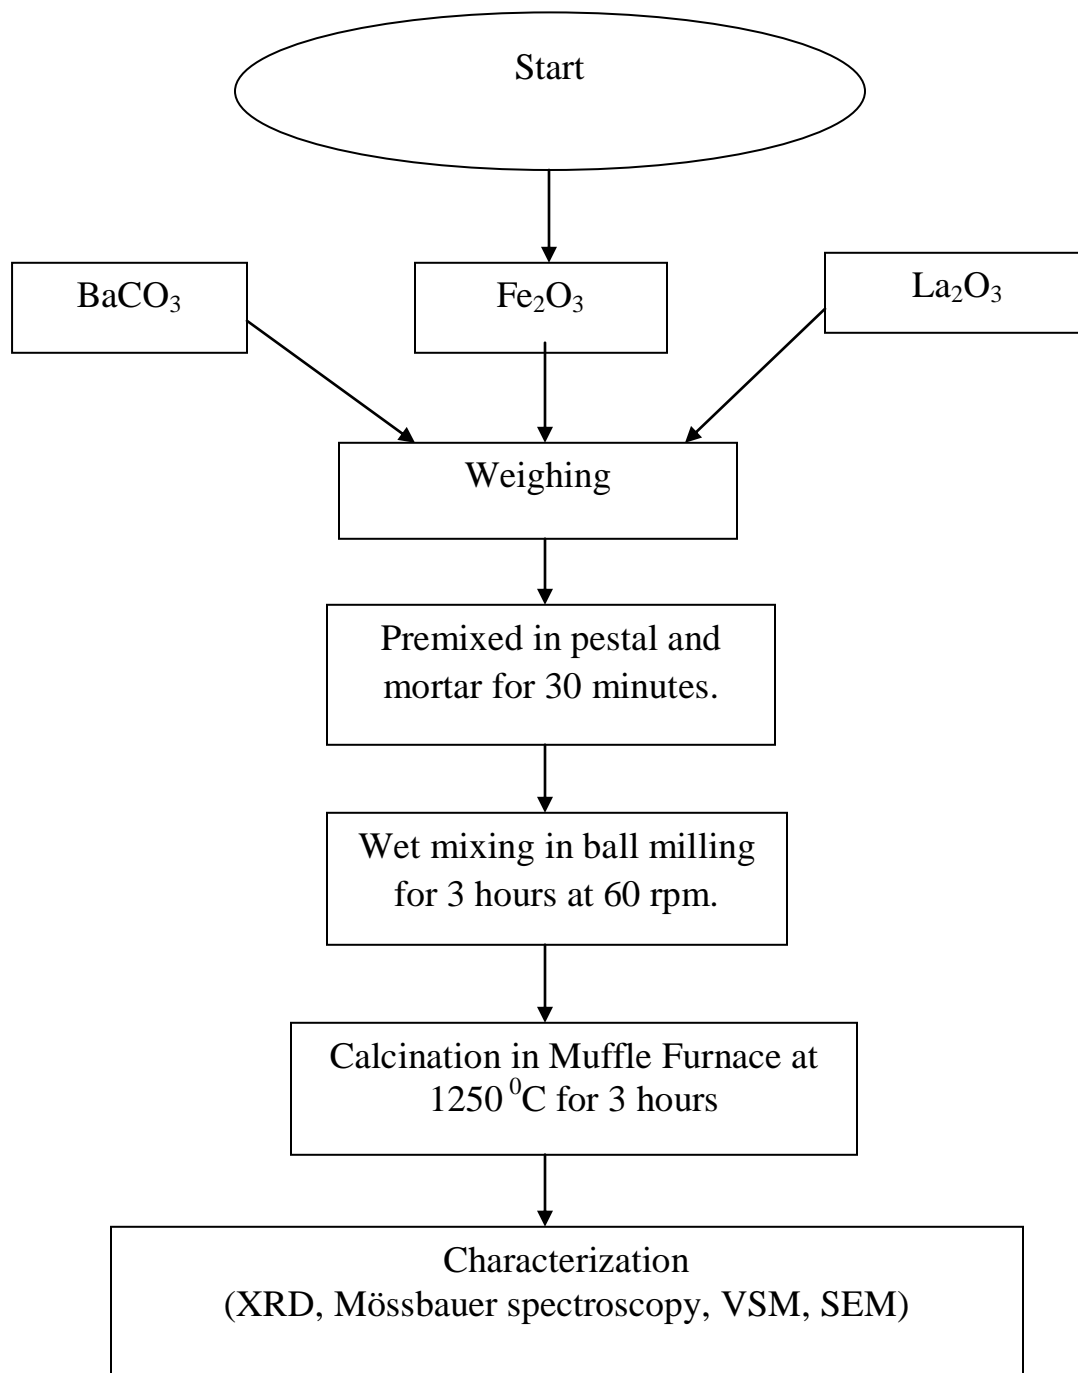 Start
BaCO₃
Fe₂O₃
La₂O₃
Weighing
Premixed in pestal and
mortar for 30 minutes.
Wet mixing in ball milling
for 3 hours at 60 rpm.
Calcination in Muffle Furnace at
1250 ⁰C for 3 hours
Characterization
(XRD, Mössbauer spectroscopy, VSM, SEM)